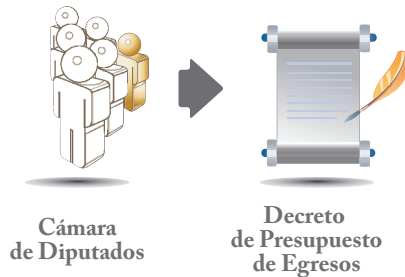 Cámara
de Diputados
Decreto
de Presupuesto
de Egresos